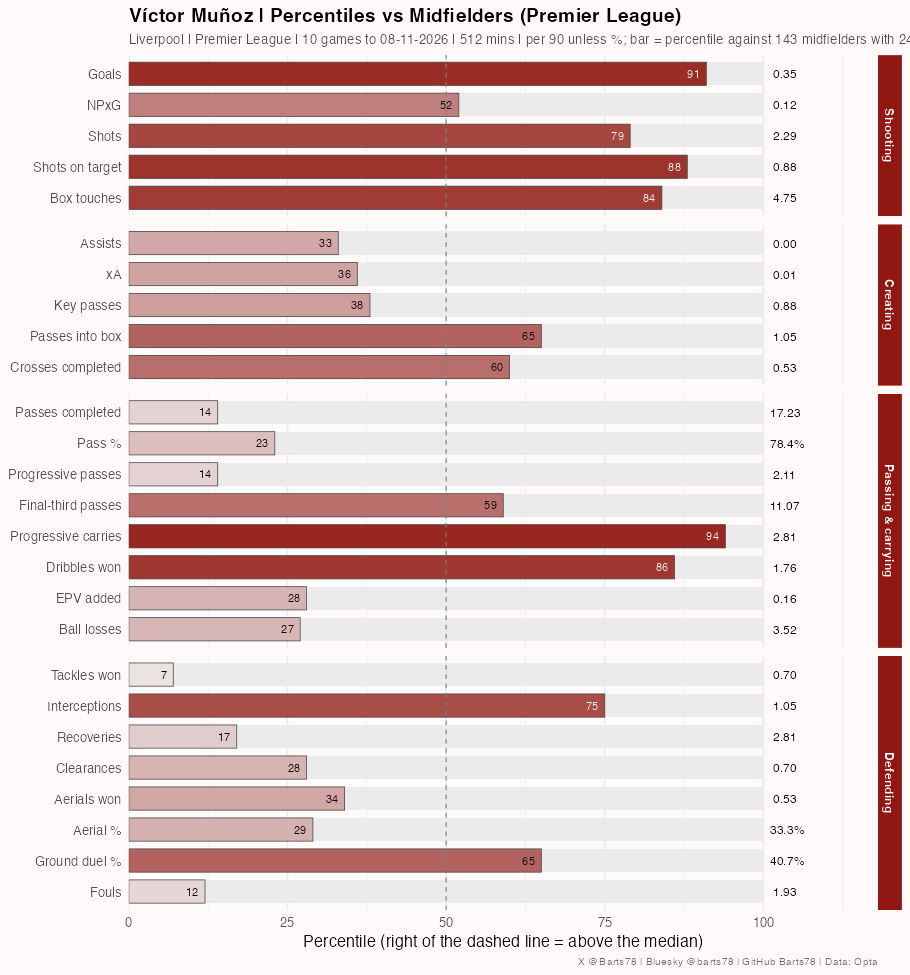 Víctor Muñoz | Percentiles vs Midfielders (Premier League)
Liverpool | Premier League | 10 games to 08-11-2026 | 512 mins | per 90 unless %; bar = percentile against 143 midfielders with 24
Goals 91 0.35
NPxG 52 0.12
Shots 79 2.29
Shots on target 88 0.88
Box touches 84 4.75
Shooting
Assists 33 0.00
xA 36 0.01
Key passes 38 0.88
Passes into box 65 1.05
Crosses completed 60 0.53
Creating
Passes completed 14 17.23
Pass % 23 78.4%
Progressive passes 14 2.11
Final-third passes 59 11.07
Progressive carries 94 2.81
Dribbles won 86 1.76
EPV added 28 0.16
Ball losses 27 3.52
Passing & carrying
Tackles won 7 0.70
Interceptions 75 1.05
Recoveries 17 2.81
Clearances 28 0.70
Aerials won 34 0.53
Aerial % 29 33.3%
Ground duel % 65 40.7%
Fouls 12 1.93
Defending
0 25 50 75 100
Percentile (right of the dashed line = above the median)
X @Barts78 | Bluesky @barts78 | GitHub Barts78 | Data: Opta